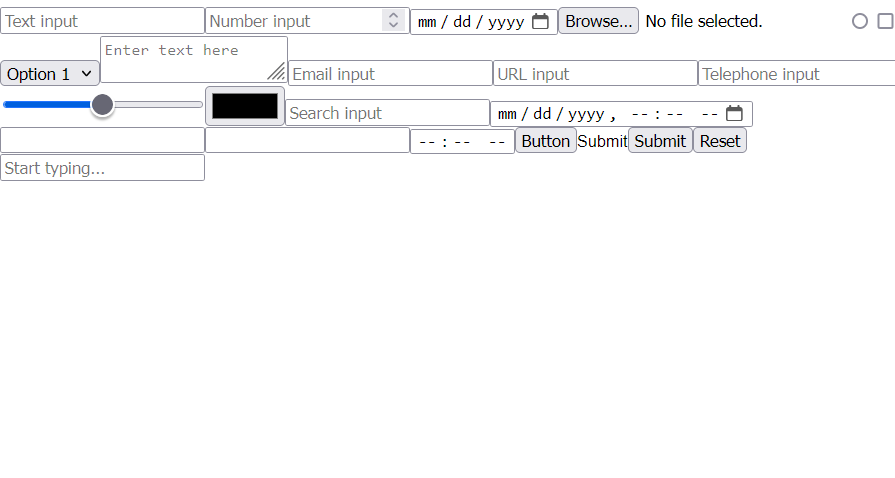 Text input Number input mm/dd/yyyy Browse... No file selected.
Option 1 Enter text here Email input URL input Telephone input
Search input mm/dd/yyyy, --:-- --
--:-- -- Button Submit Submit Reset
Start typing...